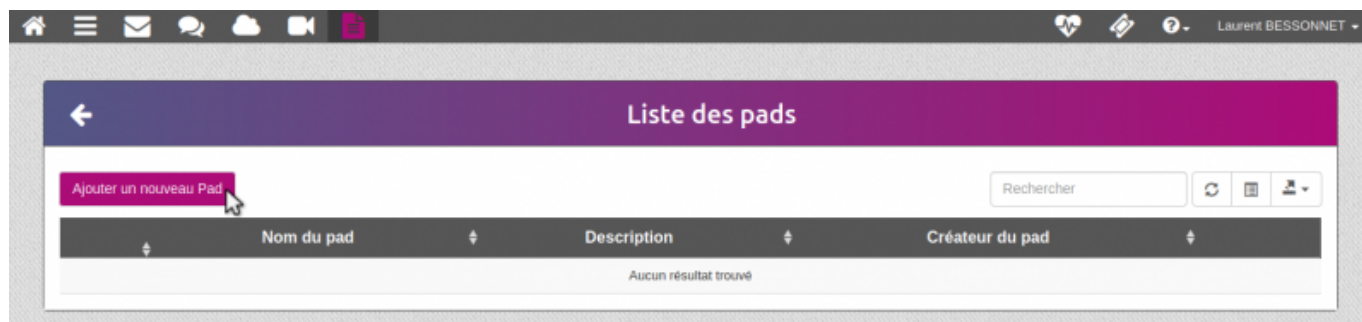 Laurent BESSONNET
Liste des pads
Ajouter un nouveau Pad
Rechercher
Nom du pad Description Créateur du pad
Aucun résultat trouvé